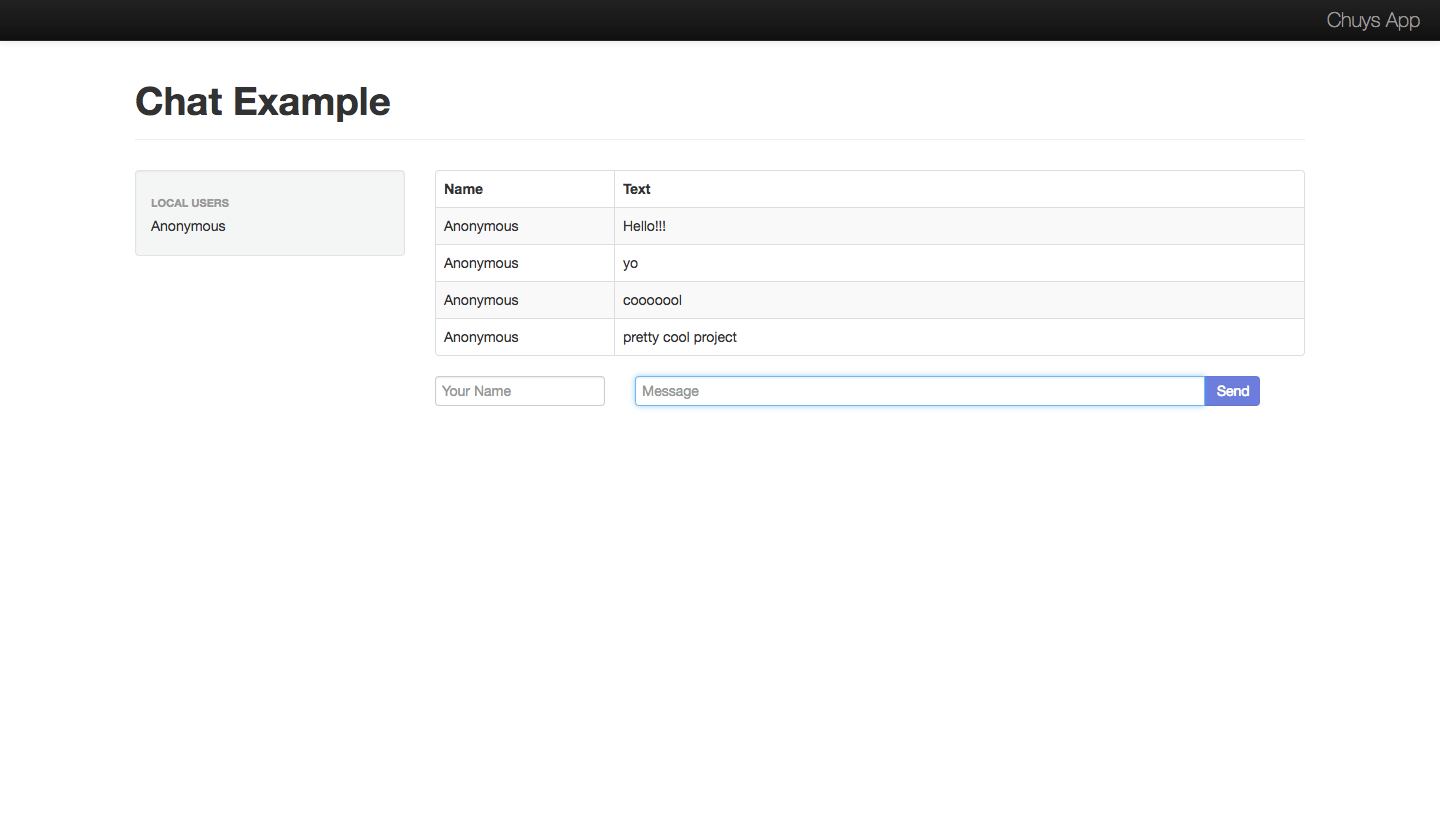 Chuys App
Chat Example
LOCAL USERS
Anonymous
Name Text
Anonymous Hello!!!
Anonymous yo
Anonymous cooooool
Anonymous pretty cool project
Your Name Message Send